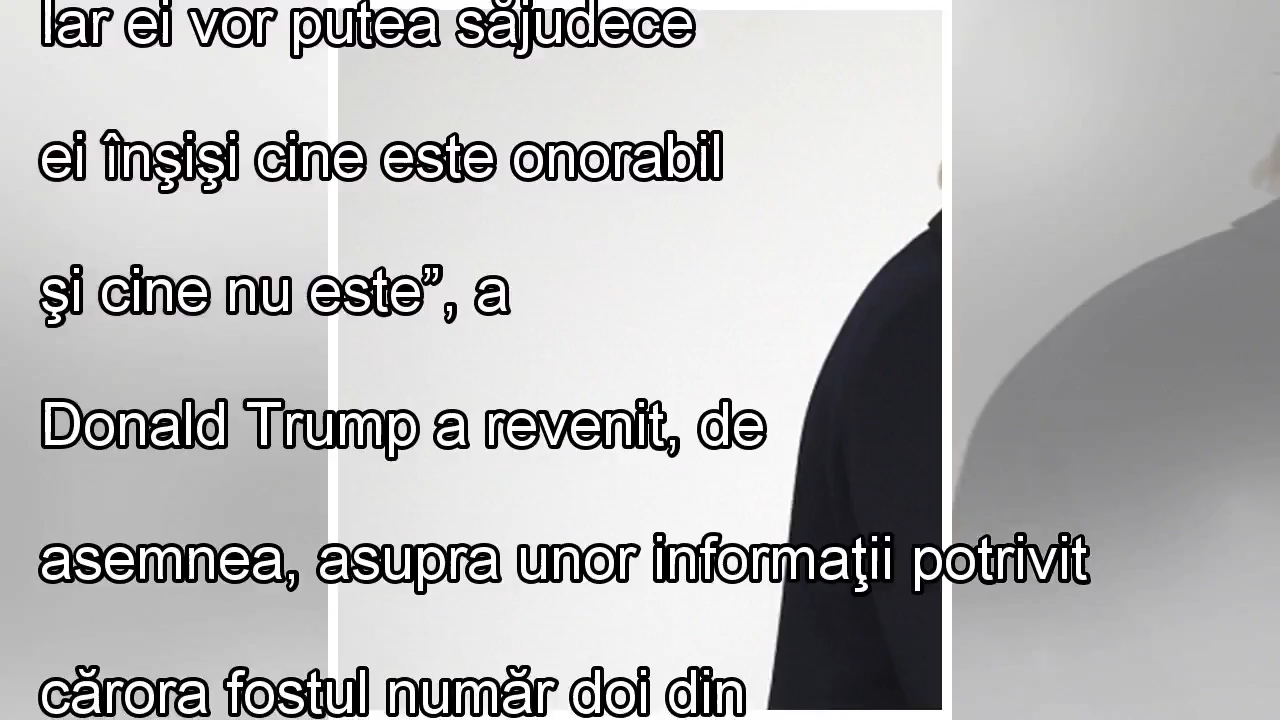 Iar ei vor putea săjudece
ei înşişi cine este onorabil
şi cine nu este”, a
Donald Trump a revenit, de
asemnea, asupra unor informaţii potrivit
cărora fostul număr doi din